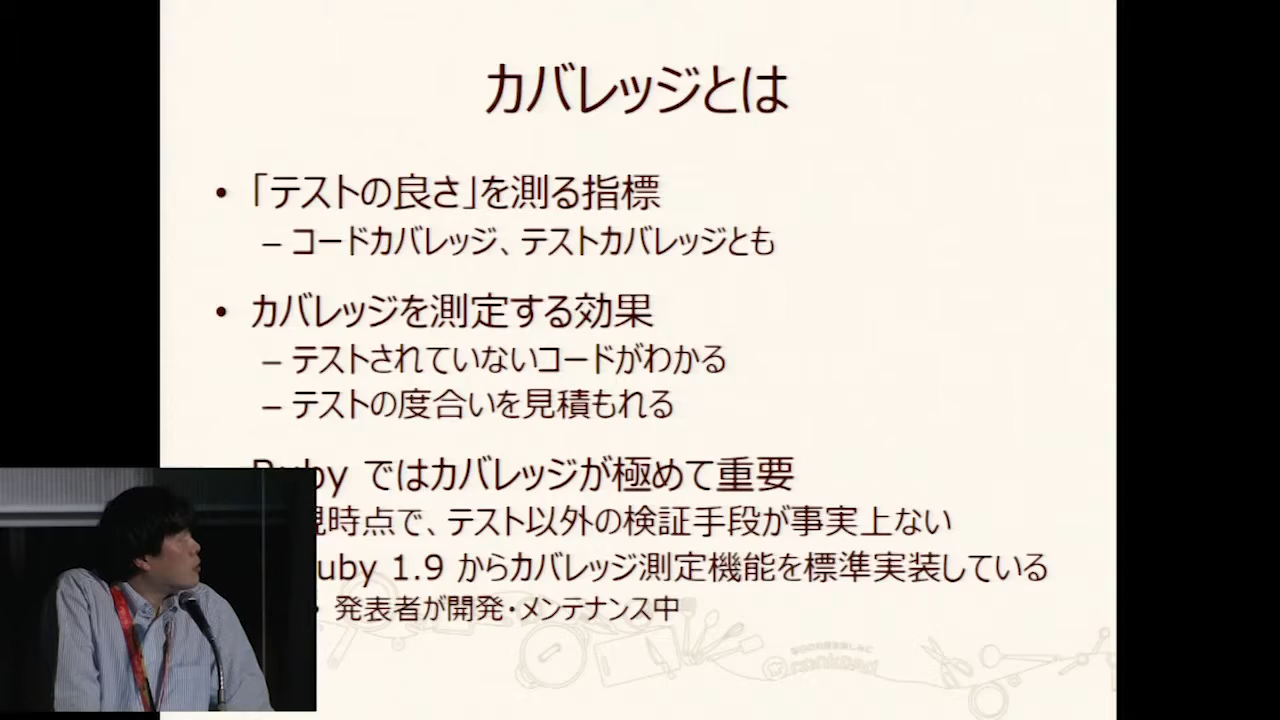 カバレッジとは
• 「テストの良さ」を測る指標
– コードカバレッジ、テストカバレッジとも
• カバレッジを測定する効果
– テストされていないコードがわかる
– テストの度合いを見積もれる
Ruby ではカバレッジが極めて重要
現時点で、テスト以外の検証手段が事実上ない
Ruby 1.9 からカバレッジ測定機能を標準実装している
• 発表者が開発・メンテナンス中
cookpad